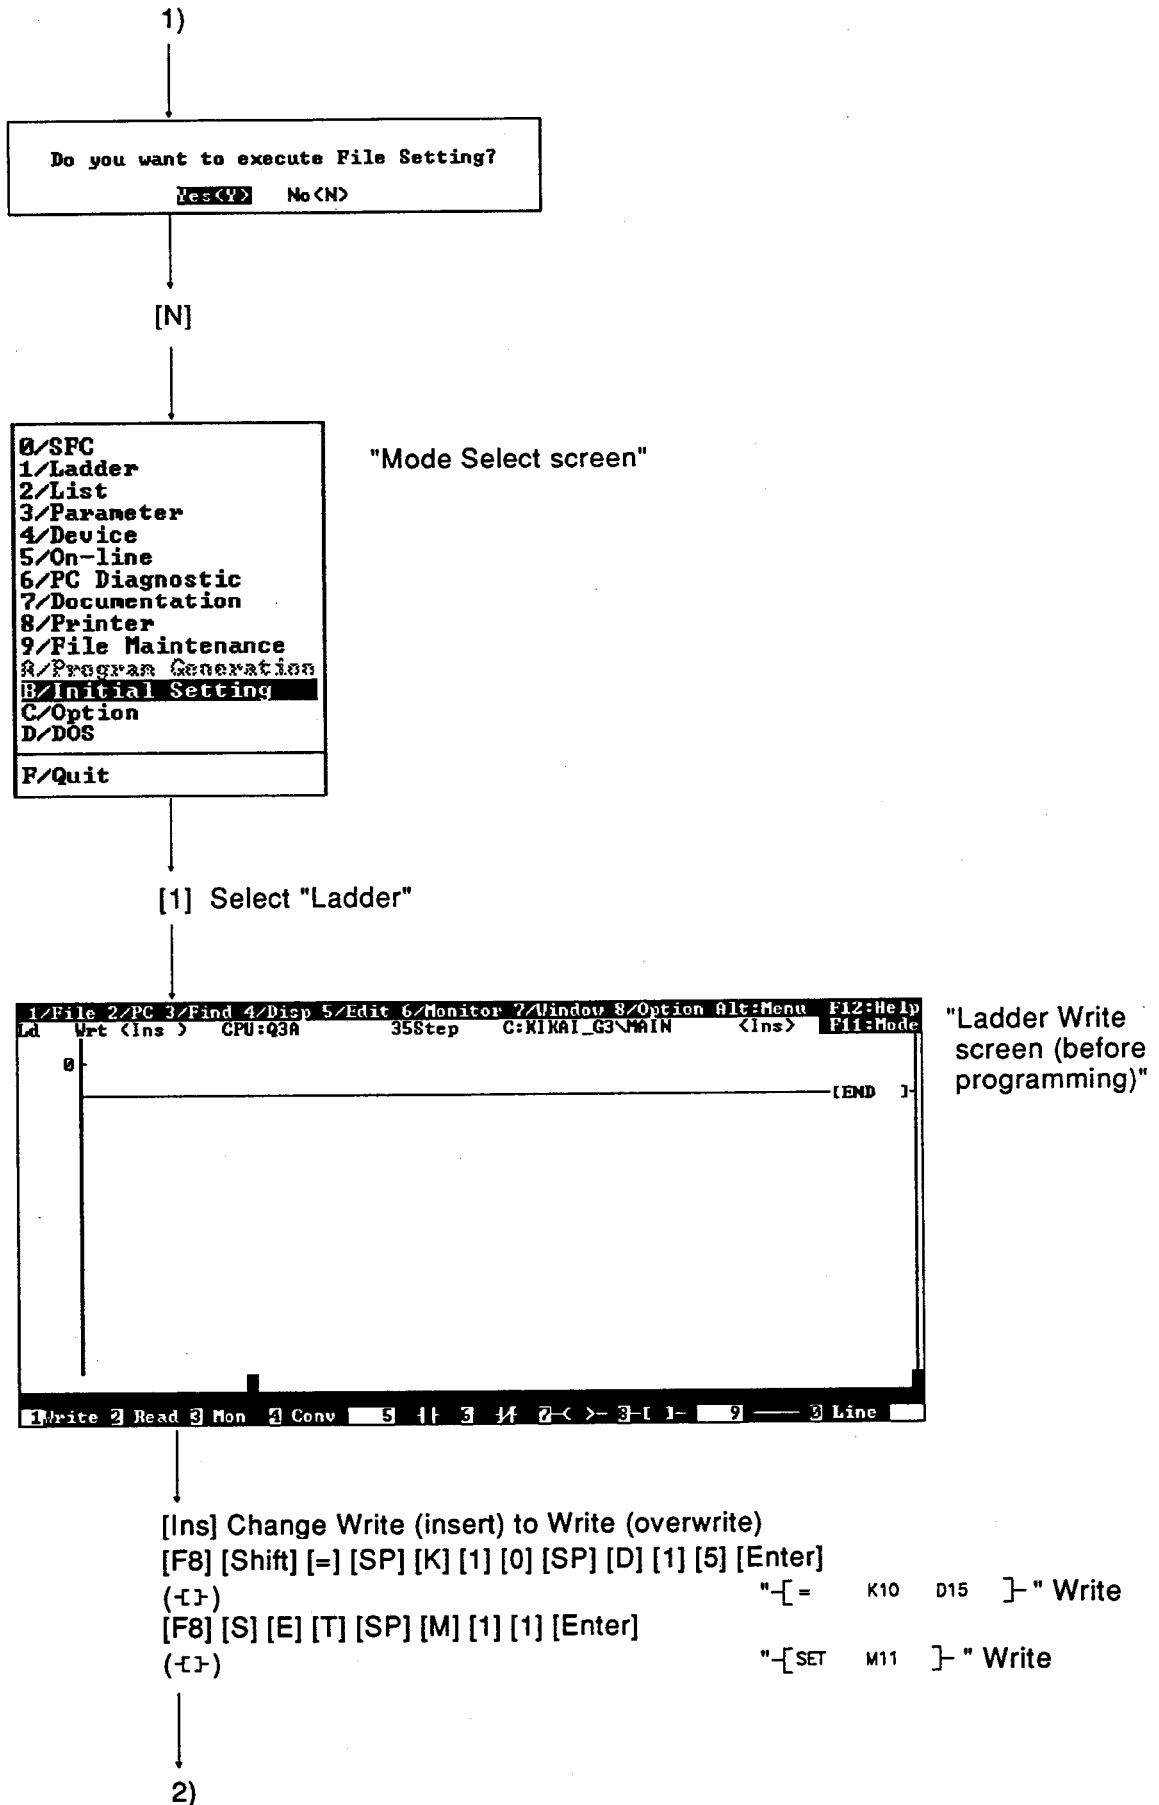 1)
Do you want to execute File Setting?
Yes<Y> No<N>
[N]
0/SFC
1/Ladder
2/List
3/Parameter
4/Device
5/On-line
6/PC Diagnostic
7/Documentation
8/Printer
9/File Maintenance
A/Program Generation
B/Initial Setting
C/Option
D/DOS
F/Quit
"Mode Select screen"
[1] Select "Ladder"
1/File 2/PC 3/Find 4/Disp 5/Edit 6/Monitor 7/Window 8/Option Alt:Menu F12:Help
Ld Wrt <Ins > CPU:Q3A 358Step C:KIKAI_G3\MAIN <Ins> F11:Mode
0
[END ]
1Write 2 Read 3 Mon 4 Conv 5 ┤├ 6 ┤/├ 7-< >- 8-[ ]- 9 —— 0 Line
"Ladder Write
screen (before
programming)"
[Ins] Change Write (insert) to Write (overwrite)
[F8] [Shift] [=] [SP] [K] [1] [0] [SP] [D] [1] [5] [Enter]
(-[ ]-) "-[ = K10 D15 ]- " Write
[F8] [S] [E] [T] [SP] [M] [1] [1] [Enter]
(-[ ]-) "-[ SET M11 ]- " Write
2)